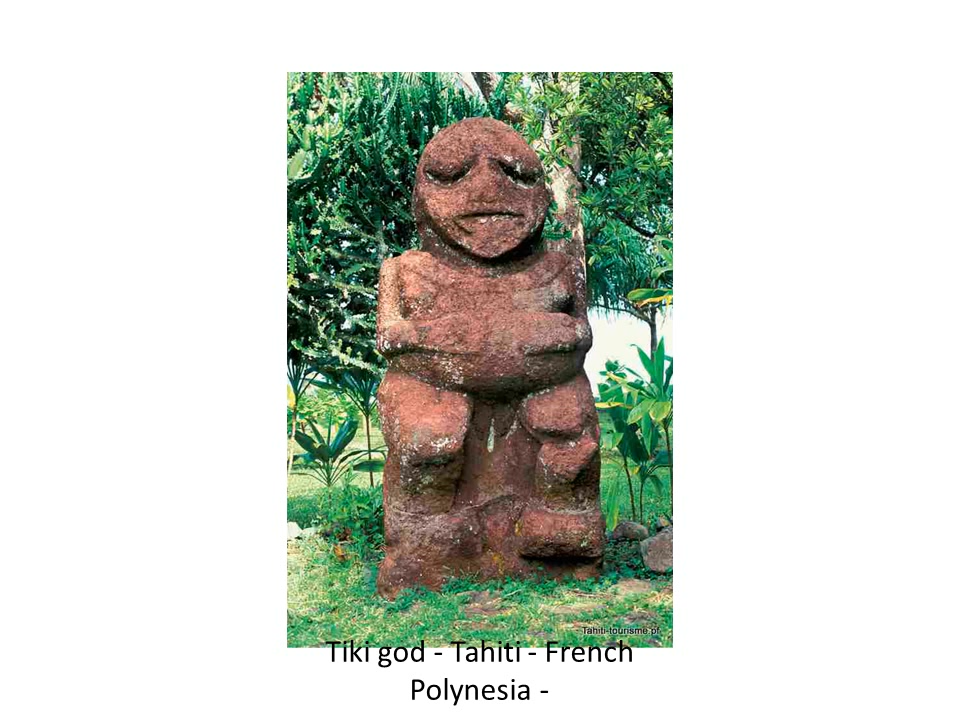 Tahiti-tourisme.pf
Tiki god - Tahiti - French
Polynesia -